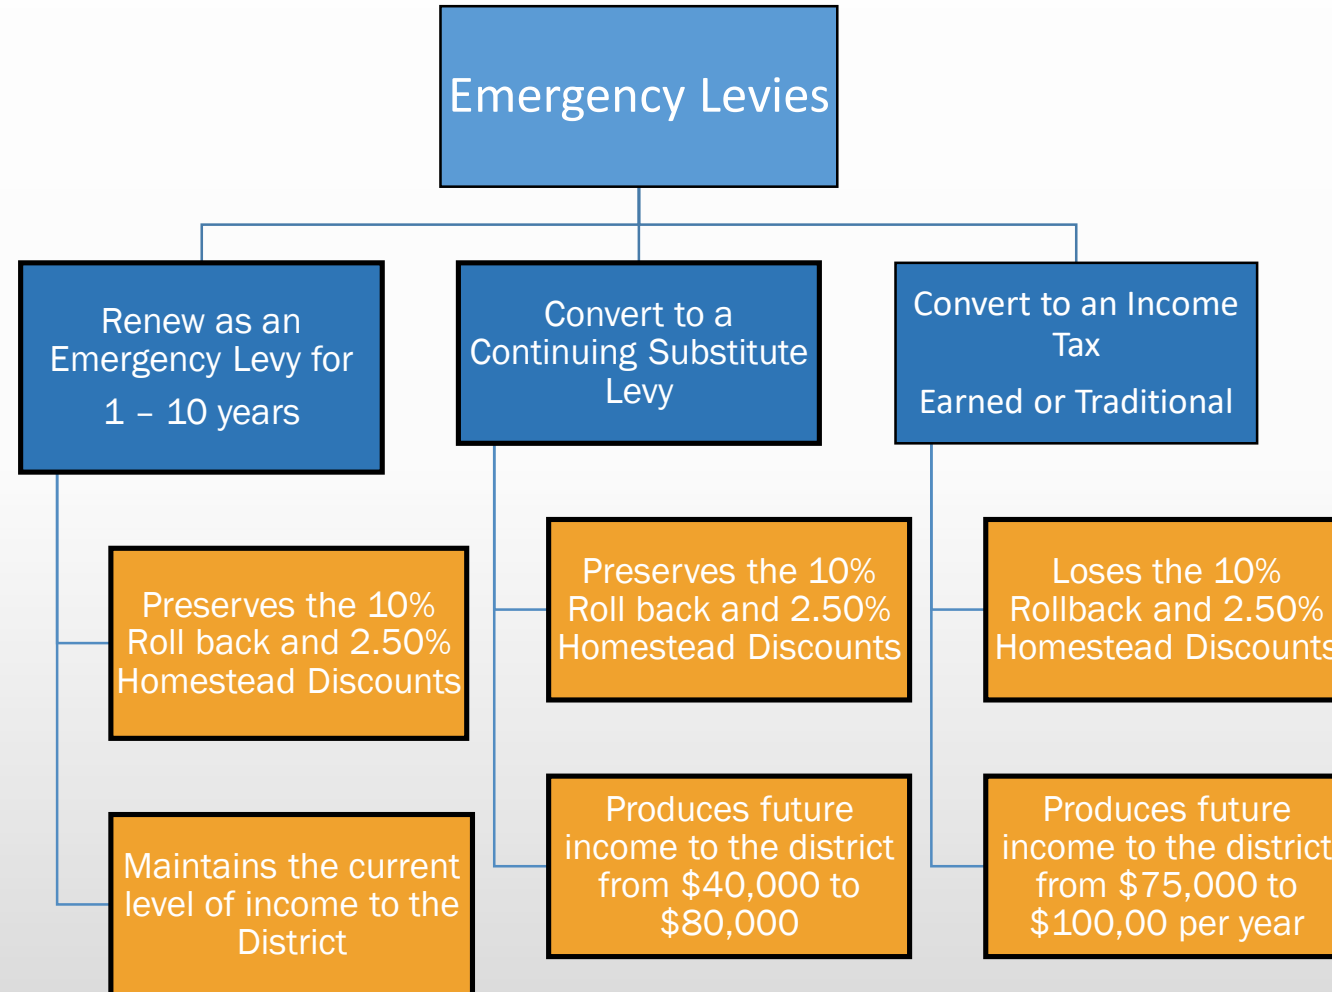 Emergency Levies
Renew as an
Emergency Levy for
1 – 10 years
Preserves the 10%
Roll back and 2.50%
Homestead Discounts
Maintains the current
level of income to the
District
Convert to a
Continuing Substitute
Levy
Preserves the 10%
Roll back and 2.50%
Homestead Discounts
Produces future
income to the district
from $40,000 to
$80,000
Convert to an Income
Tax
Earned or Traditional
Loses the 10%
Rollback and 2.50%
Homestead Discounts
Produces future
income to the district
from $75,000 to
$100,00 per year